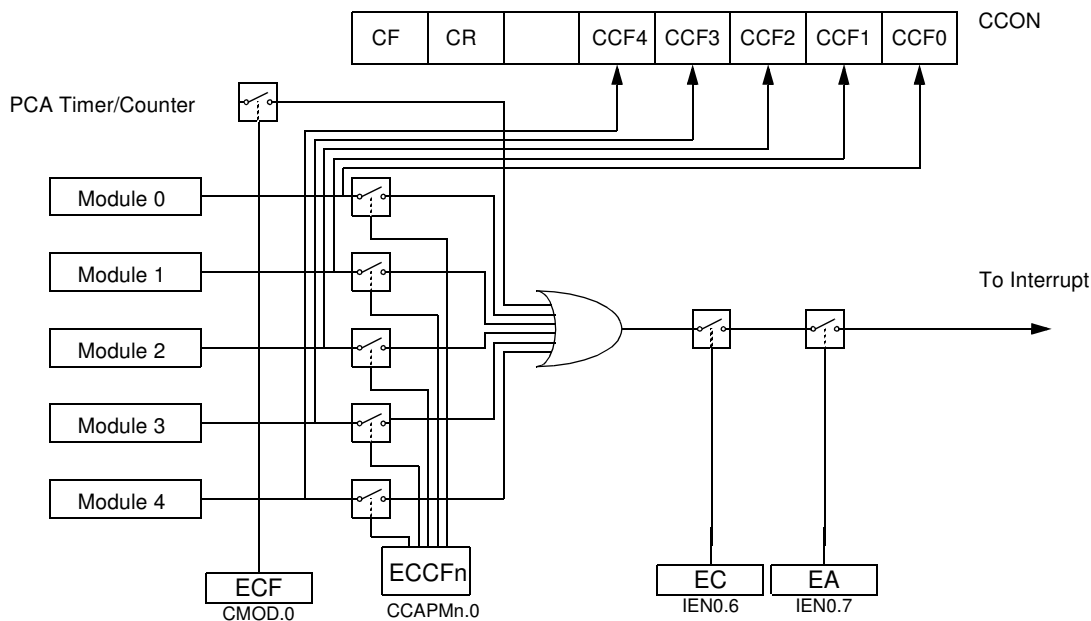 CF CR CCF4 CCF3 CCF2 CCF1 CCF0 CCON
PCA Timer/Counter
Module 0
Module 1
To Interrupt
Module 2
Module 3
Module 4
ECCFn
ECF
EC
EA
CMOD.0
CCAPMn.0
IEN0.6
IEN0.7